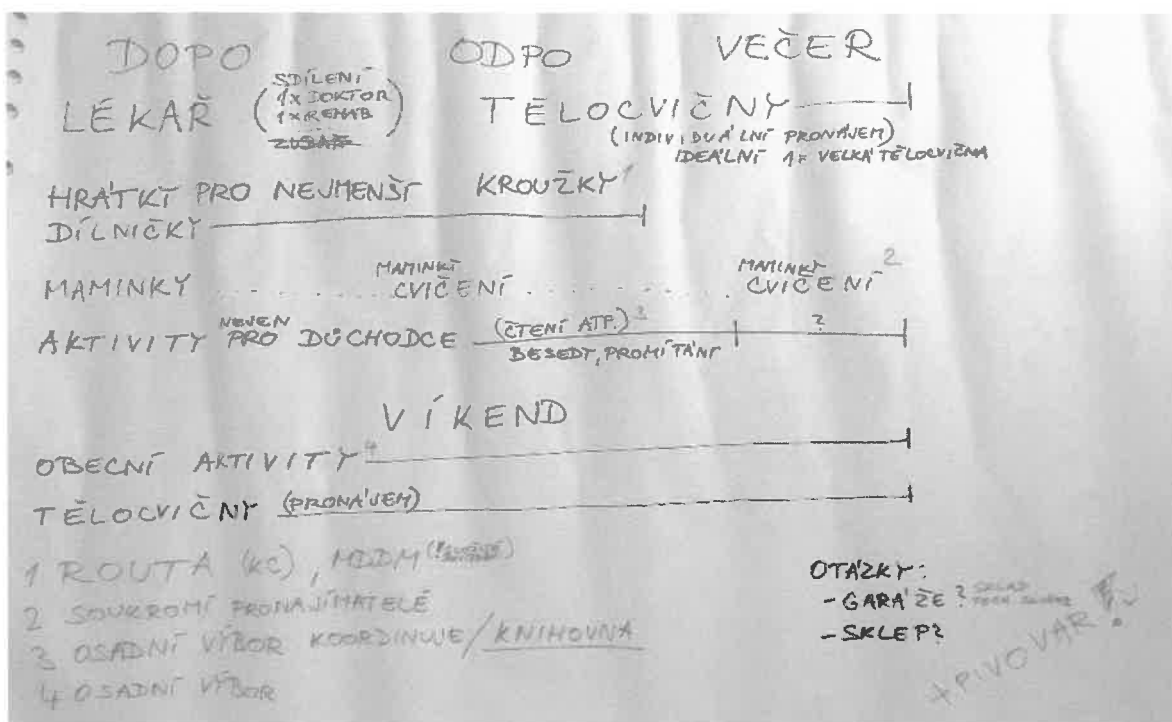 DOPO ODPO VEČER
LÉKAŘ (SDÍLENÍ TĚLOCVIČNY
1x DOKTOR
1x REHAB)
(INDIVIDUÁLNÍ PRONÁJEM)
IDEÁLNĚ 1x VELKÁ TĚLOCVIČNA
HRÁTKY PRO NEJMENŠÍ KROUŽKY 1
DÍLNIČKY
MAMINKY MAMINKY CVIČENÍ MAMINKY CVIČENÍ 2
AKTIVITY NEJEN PRO DŮCHODCE (ČTENÍ ATP.) 3 ?
BESEDY, PROMÍTÁNÍ
VÍKEND
OBECNÍ AKTIVITY 4
TĚLOCVIČNY (PRONÁJEM)
1 ROUTA (KC), MDDM
2 SOUKROMÍ PRONAJÍMATELÉ
3 OSADNÍ VÝBOR KOORDINUJE/KNIHOVNA
4 OSADNÍ VÝBOR
OTÁZKY:
- GARÁŽE? SKLAD
- SKLEP?
+ PIVOVAR!